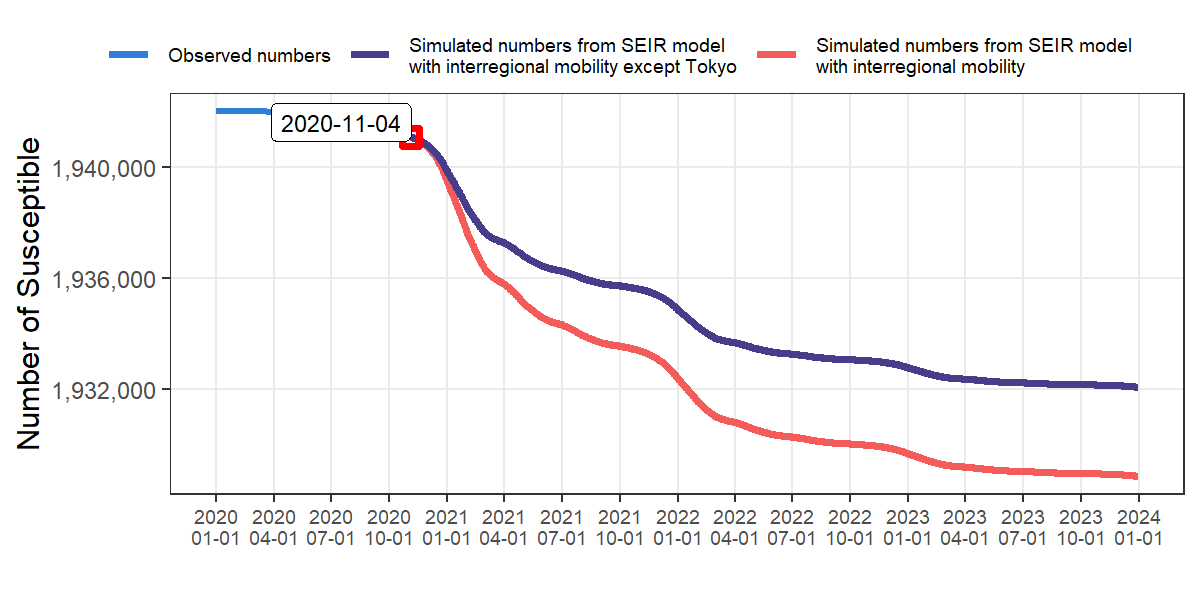 Observed numbers
Simulated numbers from SEIR model
with interregional mobility except Tokyo
Simulated numbers from SEIR model
with interregional mobility
Number of Susceptible
1,940,000
1,936,000
1,932,000
2020-11-04
2020 2020 2020 2020 2021 2021 2021 2021 2022 2022 2022 2022 2023 2023 2023 2023 2024
01-01 04-01 07-01 10-01 01-01 04-01 07-01 10-01 01-01 04-01 07-01 10-01 01-01 04-01 07-01 10-01 01-01